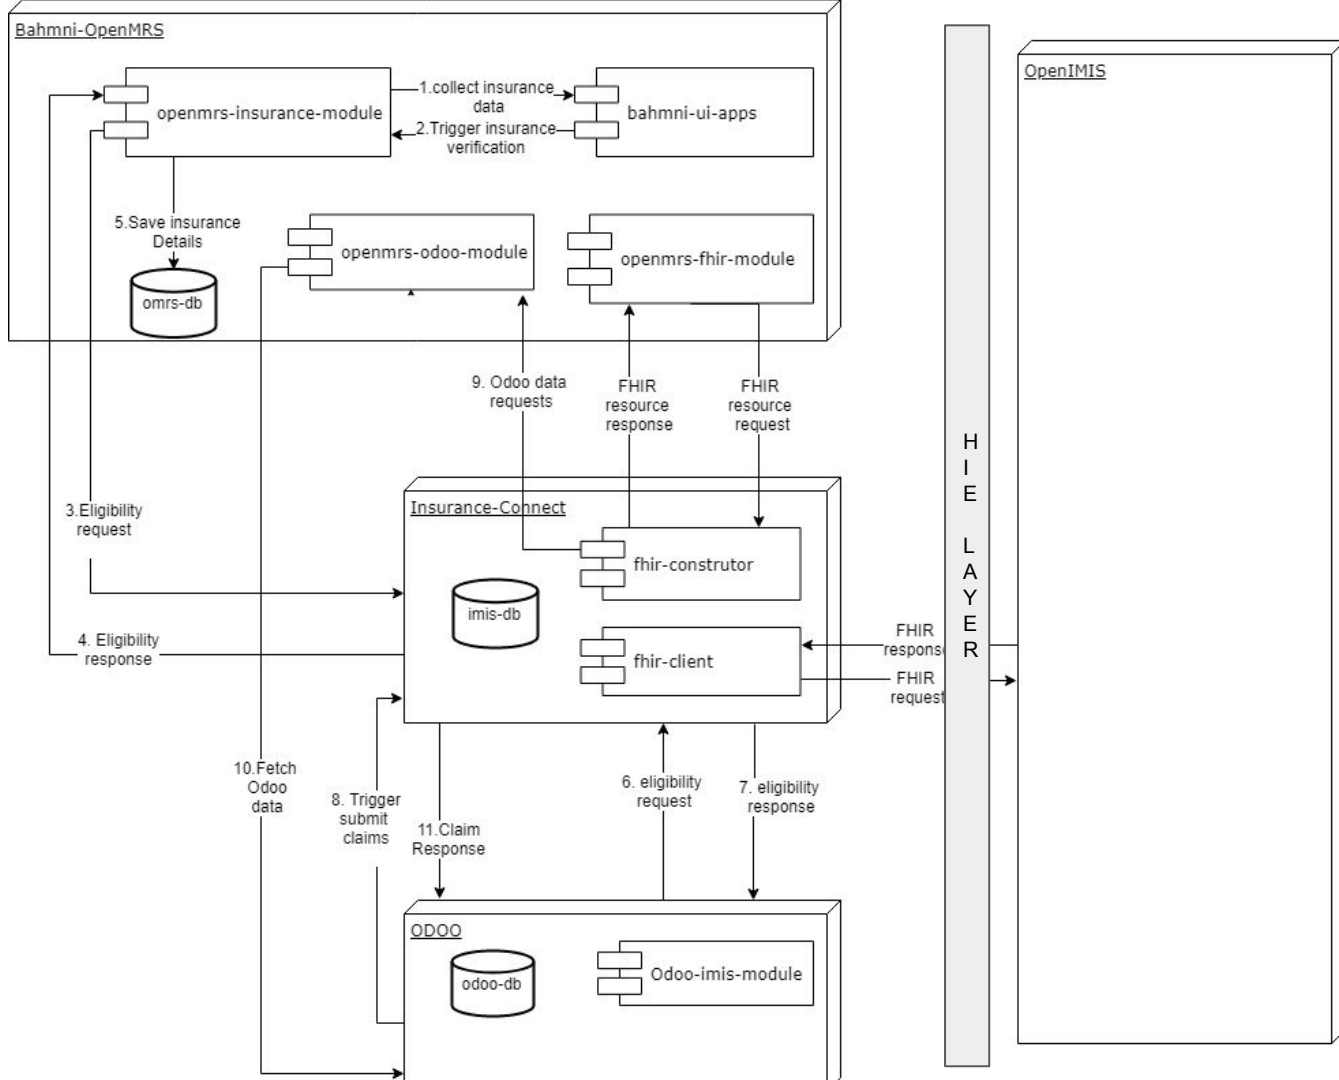 Bahmni-OpenMRS
OpenIMIS
openmrs-insurance-module
1.collect insurance
data
2.Trigger insurance
verification
bahmni-ui-apps
5.Save insurance
Details
omrs-db
openmrs-odoo-module
openmrs-fhir-module
9. Odoo data
requests
FHIR
resource
response
FHIR
resource
request
H
I
E
L
A
Y
E
R
3.Eligibility
request
4. Eligibility
response
Insurance-Connect
fhir-construtor
imis-db
fhir-client
FHIR
respons
FHIR
request
10.Fetch
Odoo
data
8. Trigger
submit
claims
11.Claim
Response
6. eligibility
request
7. eligibility
response
ODOO
odoo-db
Odoo-imis-module